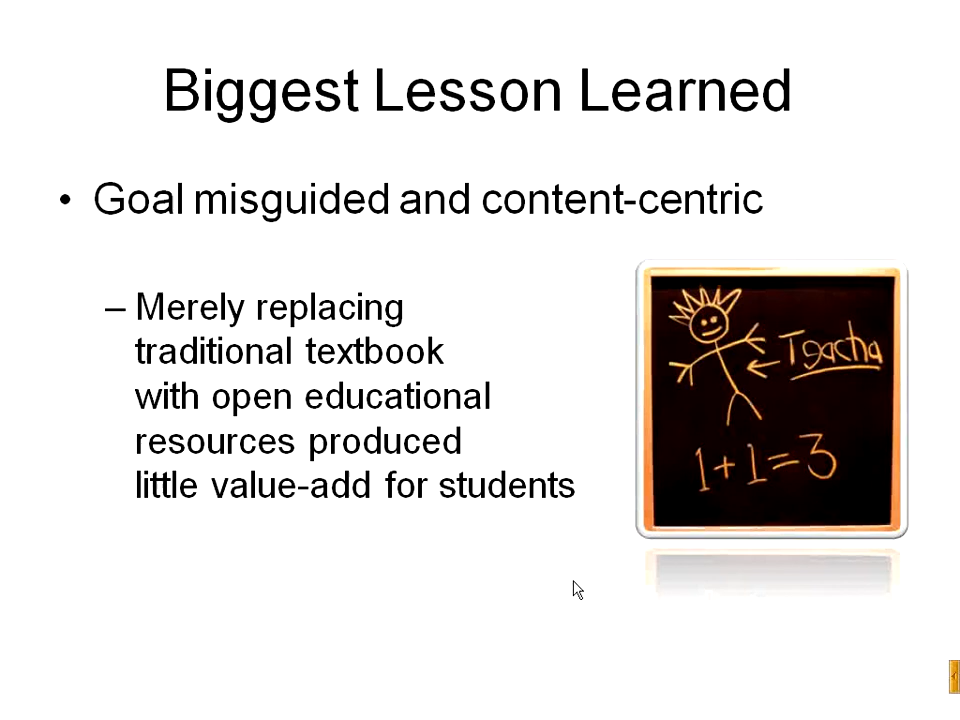 Biggest Lesson Learned
• Goal misguided and content-centric
– Merely replacing
traditional textbook
with open educational
resources produced
little value-add for students
Teacha
1+1=3